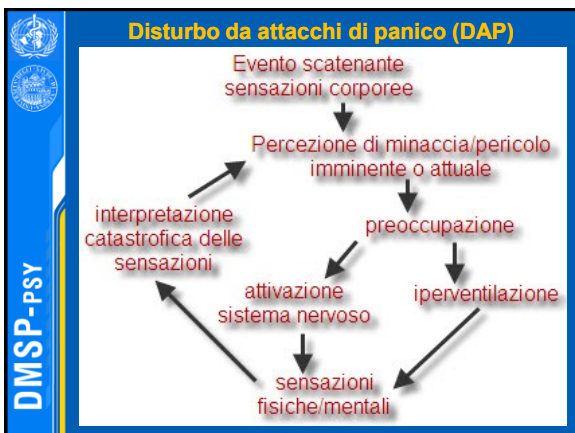 Disturbo da attacchi di panico (DAP)
Evento scatenante
sensazioni corporee
Percezione di minaccia/pericolo
imminente o attuale
preoccupazione
interpretazione
catastrofica delle
sensazioni
attivazione
sistema nervoso
iperventilazione
sensazioni
fisiche/mentali
DMSP-PSY